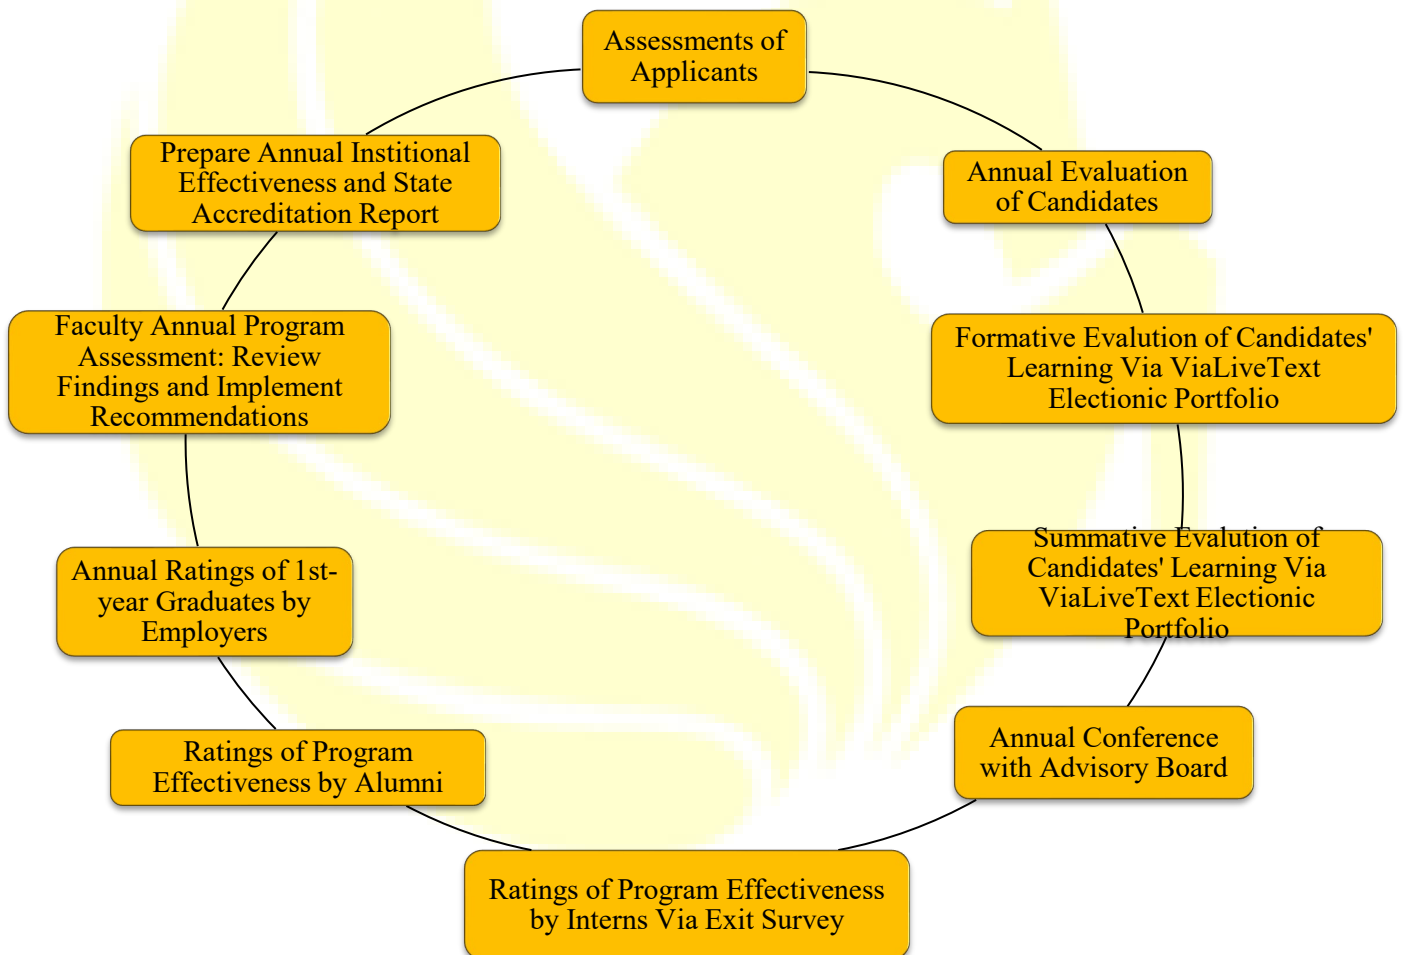 Assessments of
Applicants
Annual Evaluation
of Candidates
Formative Evalution of Candidates'
Learning Via ViaLiveText
Electionic Portfolio
Summative Evalution of
Candidates' Learning Via
ViaLiveText Electionic
Portfolio
Annual Conference
with Advisory Board
Ratings of Program Effectiveness
by Interns Via Exit Survey
Ratings of Program
Effectiveness by Alumni
Annual Ratings of 1st-
year Graduates by
Employers
Faculty Annual Program
Assessment: Review
Findings and Implement
Recommendations
Prepare Annual Institional
Effectiveness and State
Accreditation Report